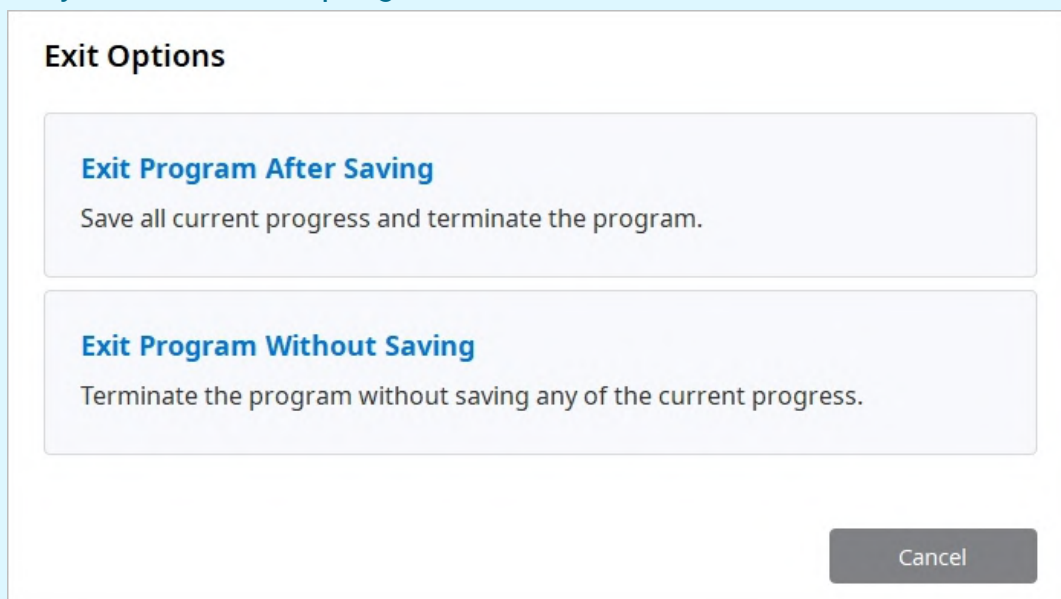 Exit Options
Exit Program After Saving
Save all current progress and terminate the program.
Exit Program Without Saving
Terminate the program without saving any of the current progress.
Cancel